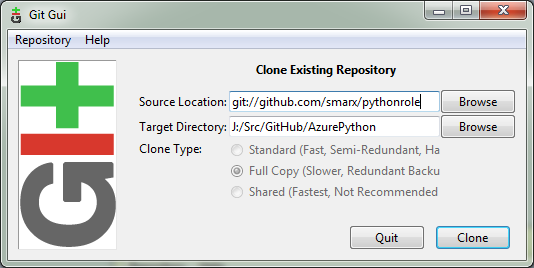 Git Gui
Repository Help
Clone Existing Repository
Source Location: git://github.com/smarx/pythonrole Browse
Target Directory: J:/Src/GitHub/AzurePython Browse
Clone Type: Standard (Fast, Semi-Redundant, Ha
Full Copy (Slower, Redundant Backu
Shared (Fastest, Not Recommended
Quit Clone